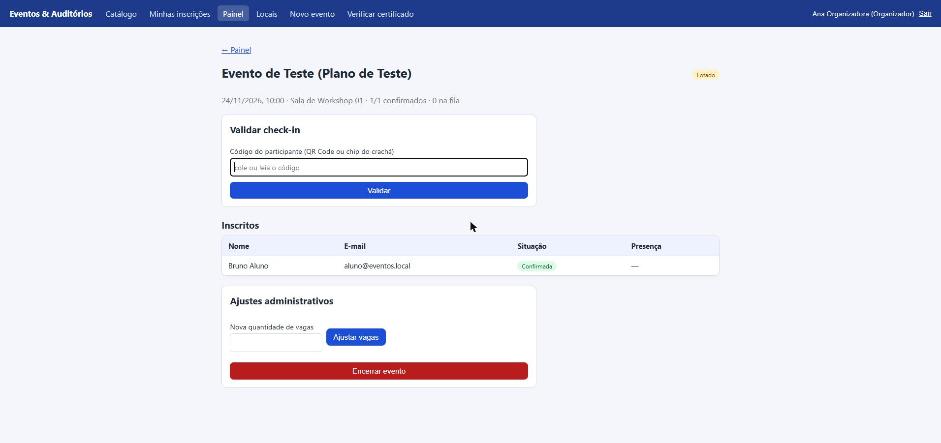 Eventos & Auditórios Catálogo Minhas inscrições Painel Locais Novo evento Verificar certificado Ana Organizadora (Organizador) Sair
← Painel
Evento de Teste (Plano de Teste) Lotado
24/11/2026, 10:00 · Sala de Workshop 01 · 1/1 confirmados · 0 na fila
Validar check-in
Código do participante (QR Code ou chip do crachá)
cole ou leia o código
Validar
Inscritos
Nome E-mail Situação Presença
Bruno Aluno aluno@eventos.local Confirmada —
Ajustes administrativos
Nova quantidade de vagas
Ajustar vagas
Encerrar evento